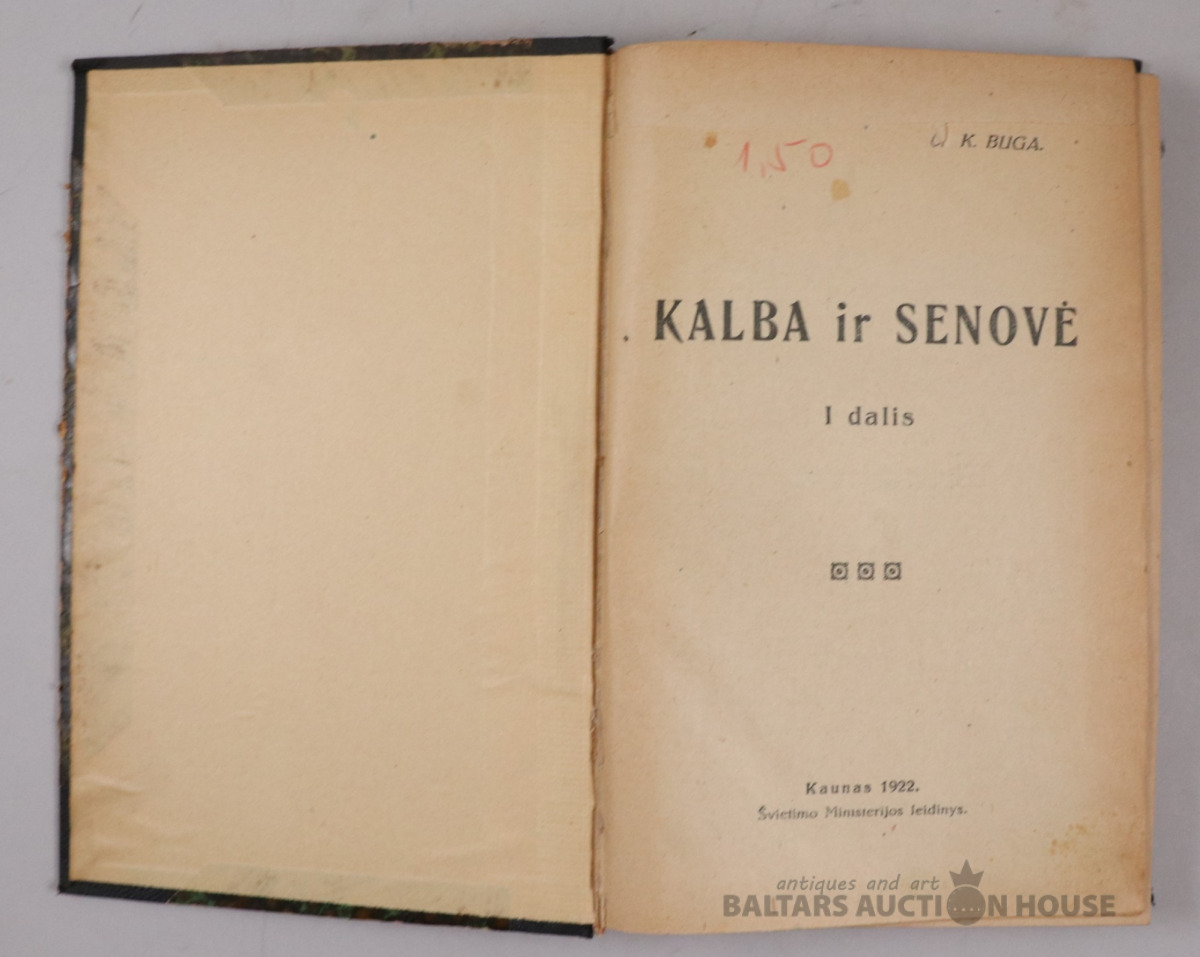 1,50
K. BUGA.
KALBA ir SENOVĖ
I dalis
Kaunas 1922.
Švietimo Ministerijos leidinys.
antiques and art
BALTARS AUCTION HOUSE